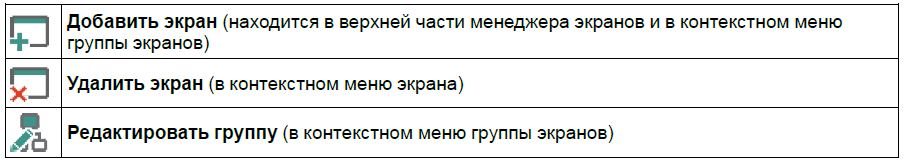 Добавить экран (находится в верхней части менеджера экранов и в контекстном меню
группы экранов)
Удалить экран (в контекстном меню экрана)
Редактировать группу (в контекстном меню группы экранов)